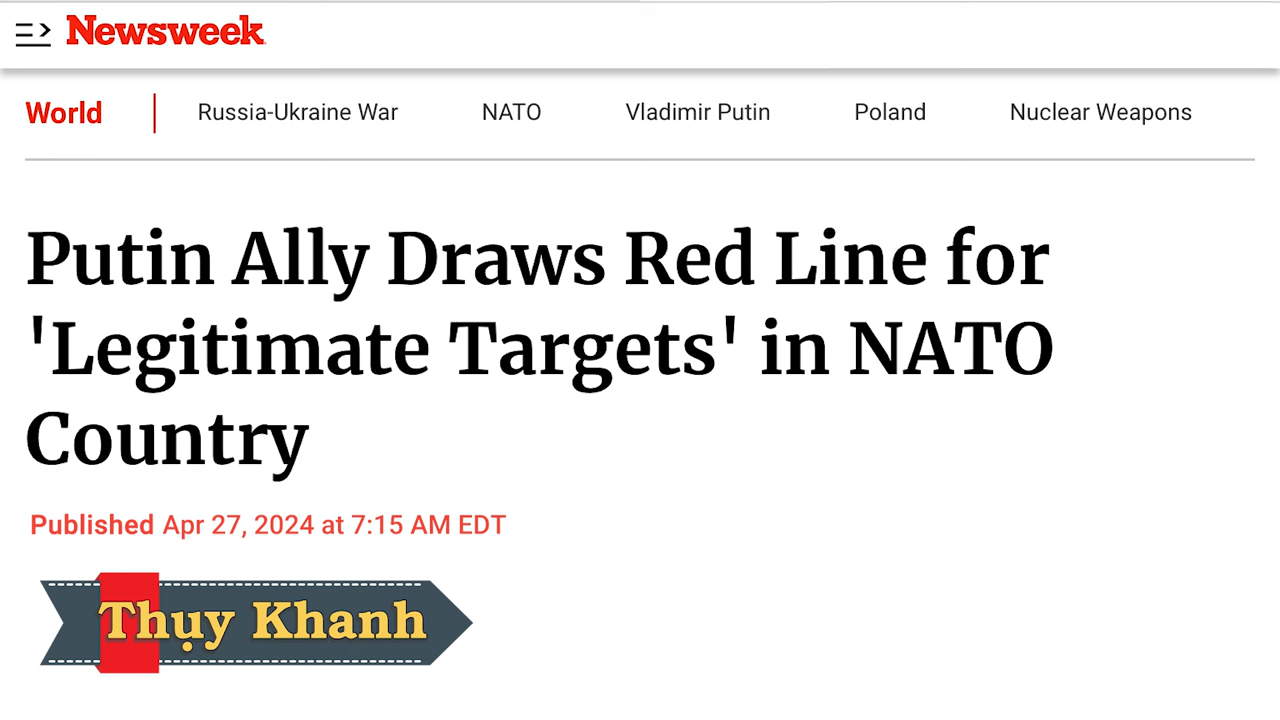 Newsweek
World Russia-Ukraine War NATO Vladimir Putin Poland Nuclear Weapons
Putin Ally Draws Red Line for
'Legitimate Targets' in NATO
Country
Published Apr 27, 2024 at 7:15 AM EDT
Thụy Khanh